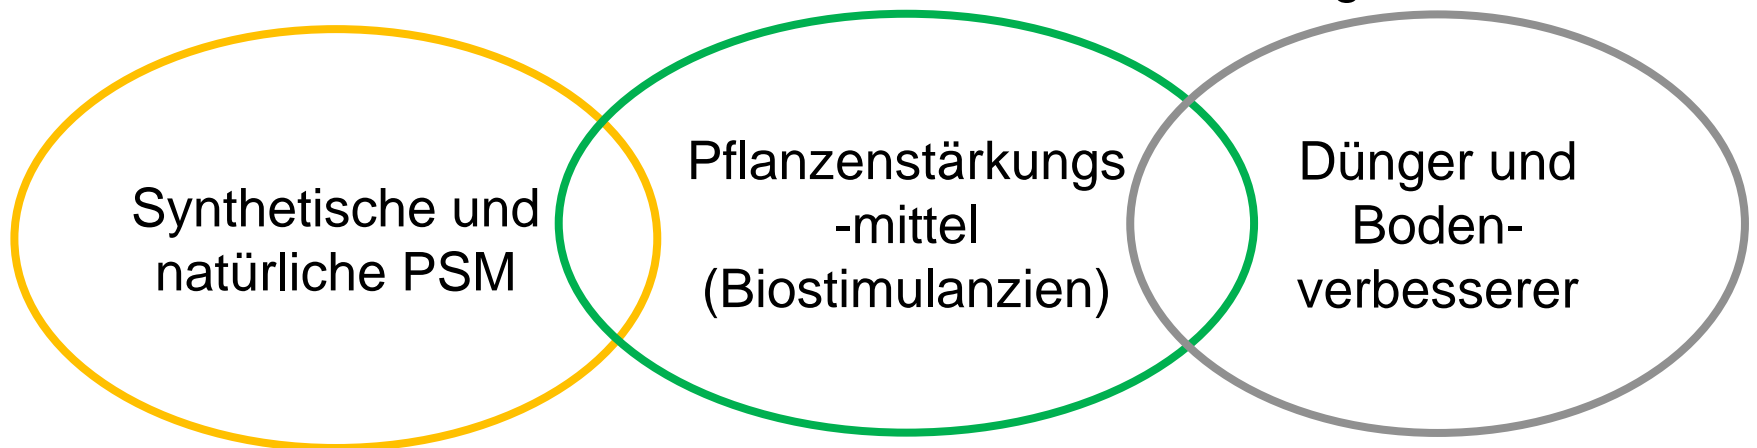 Synthetische und
natürliche PSM
Pflanzenstärkungs
-mittel
(Biostimulanzien)
Dünger und
Boden-
verbesserer